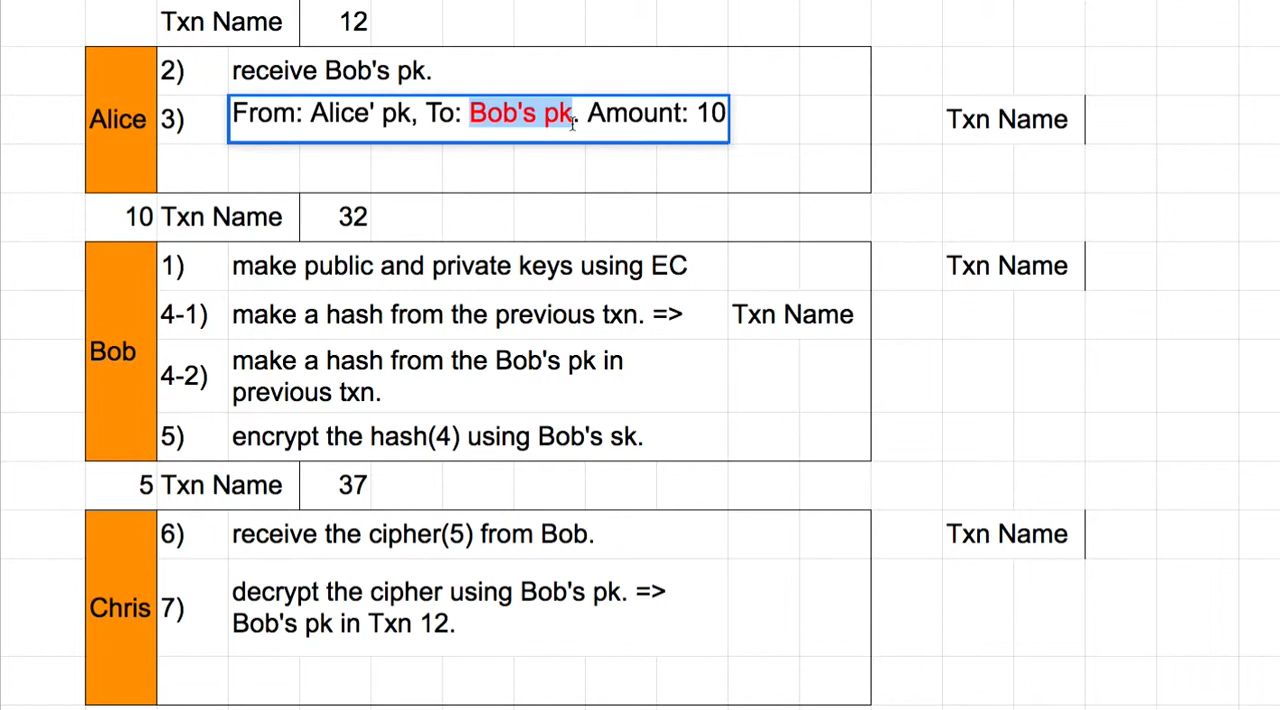 Txn Name 12
2) receive Bob's pk.
Alice 3) From: Alice' pk, To: Bob's pk. Amount: 10 Txn Name
10 Txn Name 32
1) make public and private keys using EC Txn Name
4-1) make a hash from the previous txn. => Txn Name
Bob
4-2) make a hash from the Bob's pk in
previous txn.
5) encrypt the hash(4) using Bob's sk.
5 Txn Name 37
6) receive the cipher(5) from Bob. Txn Name
Chris 7) decrypt the cipher using Bob's pk. =>
Bob's pk in Txn 12.